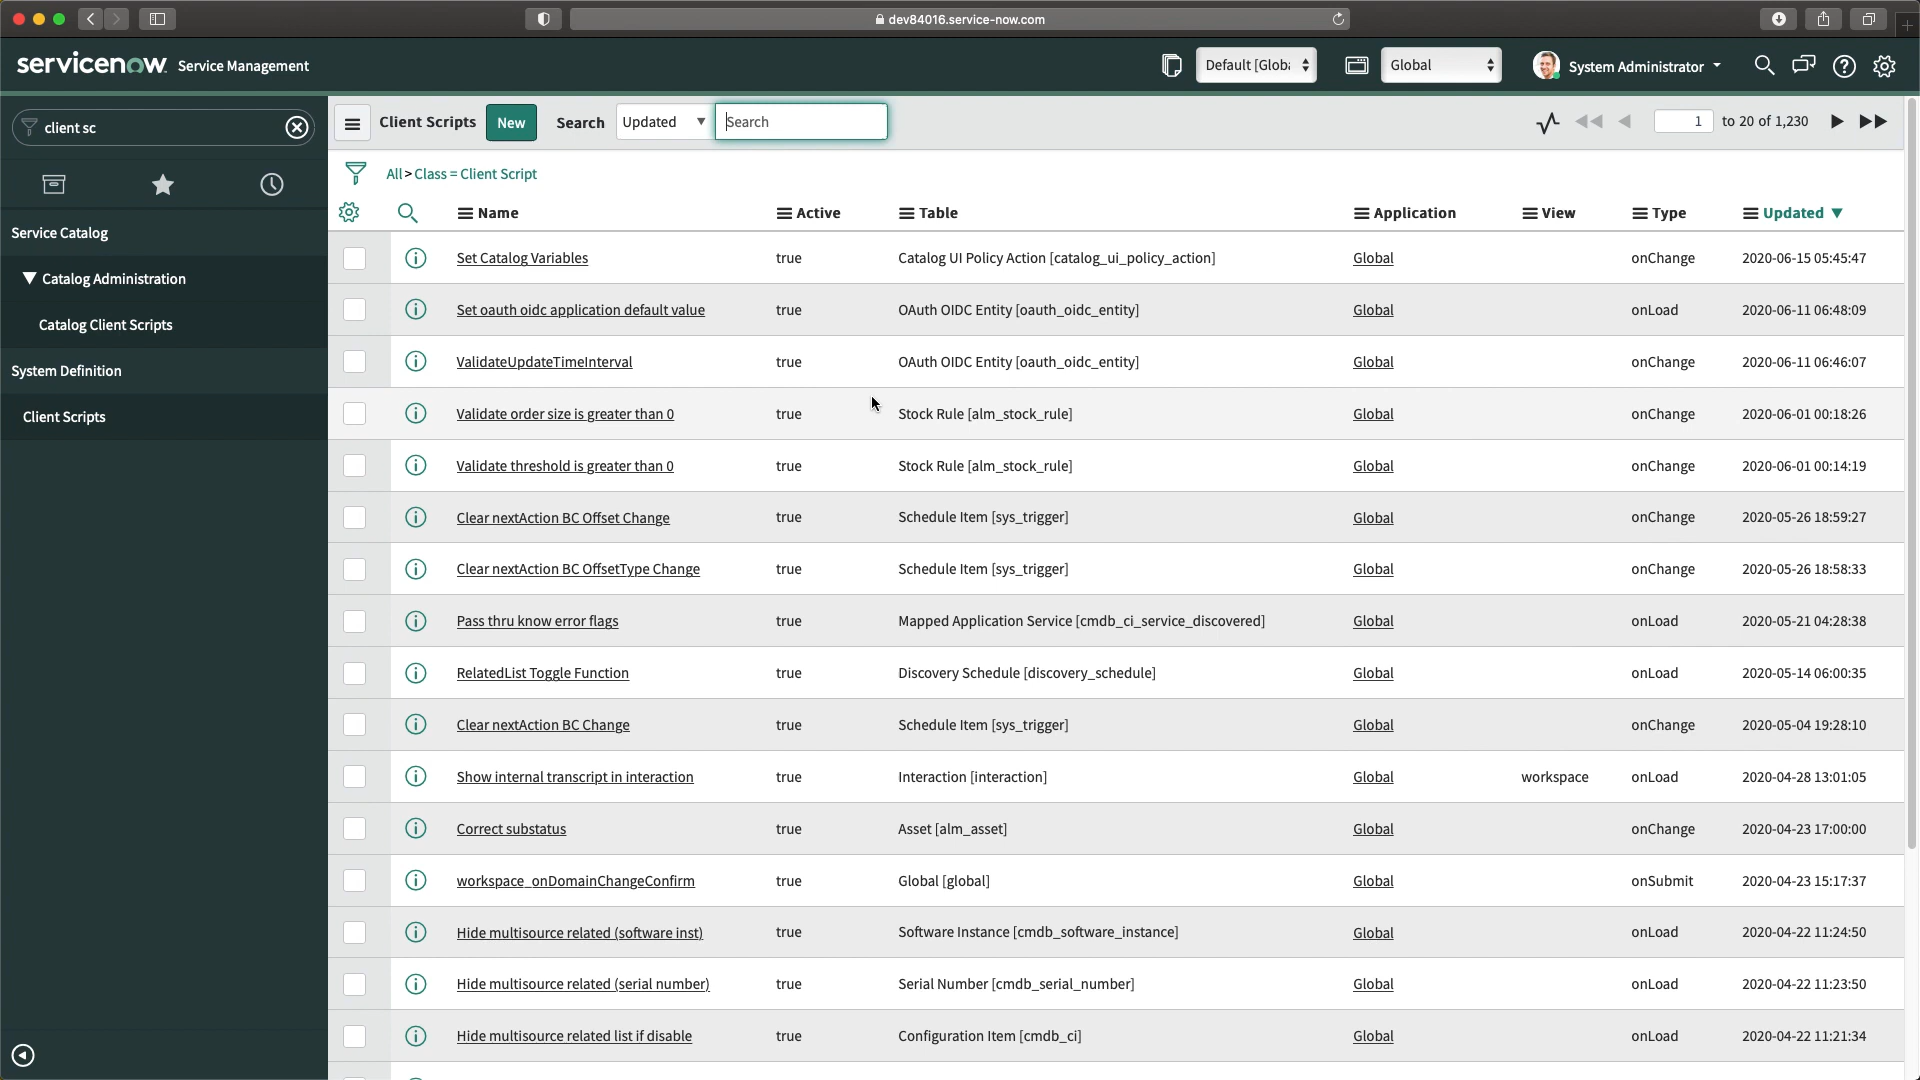 dev84016.service-now.com
servicenow Service Management
Default [Globa
Global
System Administrator
client sc
Client Scripts New Search Updated Search 1 to 20 of 1,230
All > Class = Client Script
Service Catalog
Catalog Administration
Catalog Client Scripts
System Definition
Client Scripts
Name Active Table Application View Type Updated
Set Catalog Variables true Catalog UI Policy Action [catalog_ui_policy_action] Global onChange 2020-06-15 05:45:47
Set oauth oidc application default value true OAuth OIDC Entity [oauth_oidc_entity] Global onLoad 2020-06-11 06:48:09
ValidateUpdateTimeInterval true OAuth OIDC Entity [oauth_oidc_entity] Global onChange 2020-06-11 06:46:07
Validate order size is greater than 0 true Stock Rule [alm_stock_rule] Global onChange 2020-06-01 00:18:26
Validate threshold is greater than 0 true Stock Rule [alm_stock_rule] Global onChange 2020-06-01 00:14:19
Clear nextAction BC Offset Change true Schedule Item [sys_trigger] Global onChange 2020-05-26 18:59:27
Clear nextAction BC OffsetType Change true Schedule Item [sys_trigger] Global onChange 2020-05-26 18:58:33
Pass thru know error flags true Mapped Application Service [cmdb_ci_service_discovered] Global onLoad 2020-05-21 04:28:38
RelatedList Toggle Function true Discovery Schedule [discovery_schedule] Global onLoad 2020-05-14 06:00:35
Clear nextAction BC Change true Schedule Item [sys_trigger] Global onChange 2020-05-04 19:28:10
Show internal transcript in interaction true Interaction [interaction] Global workspace onLoad 2020-04-28 13:01:05
Correct substatus true Asset [alm_asset] Global onChange 2020-04-23 17:00:00
workspace_onDomainChangeConfirm true Global [global] Global onSubmit 2020-04-23 15:17:37
Hide multisource related (software inst) true Software Instance [cmdb_software_instance] Global onLoad 2020-04-22 11:24:50
Hide multisource related (serial number) true Serial Number [cmdb_serial_number] Global onLoad 2020-04-22 11:23:50
Hide multisource related list if disable true Configuration Item [cmdb_ci] Global onLoad 2020-04-22 11:21:34